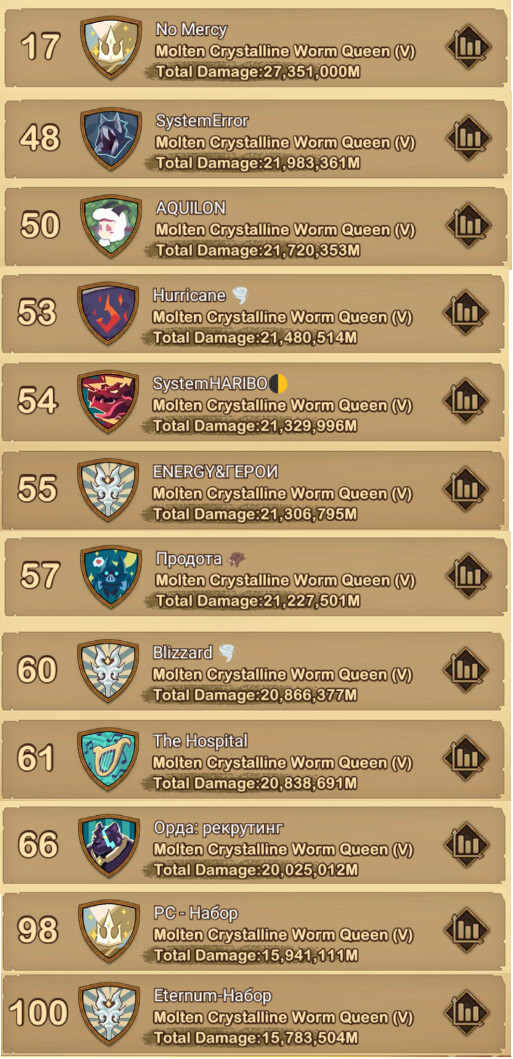 17
No Mercy
Molten Crystalline Worm Queen (V)
Total Damage:27,351,000M
48
SystemError
Molten Crystalline Worm Queen (V)
Total Damage:21,983,361M
50
AQUILON
Molten Crystalline Worm Queen (V)
Total Damage:21,720,353M
53
Hurricane 🌪️
Molten Crystalline Worm Queen (V)
Total Damage:21,480,514M
54
SystemHARIBO🌗
Molten Crystalline Worm Queen (V)
Total Damage:21,329,996M
55
ENERGY&ГЕРОИ
Molten Crystalline Worm Queen (V)
Total Damage:21,306,795M
57
Продота
Molten Crystalline Worm Queen (V)
Total Damage:21,227,501M
60
Blizzard 🌪️
Molten Crystalline Worm Queen (V)
Total Damage:20,866,377M
61
The Hospital
Molten Crystalline Worm Queen (V)
Total Damage:20,838,691M
66
Орда: рекрутинг
Molten Crystalline Worm Queen (V)
Total Damage:20,025,012M
98
РС - Набор
Molten Crystalline Worm Queen (V)
Total Damage:15,941,111M
100
Eternum-Набор
Molten Crystalline Worm Queen (V)
Total Damage:15,783,504M